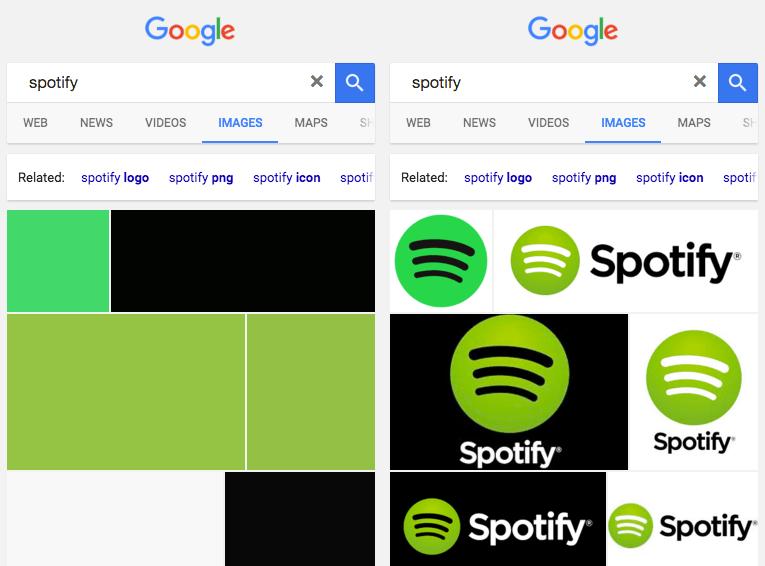 Google
spotify
WEB NEWS VIDEOS IMAGES MAPS SH
Related: spotify logo spotify png spotify icon spotif
Google
spotify
WEB NEWS VIDEOS IMAGES MAPS SH
Related: spotify logo spotify png spotify icon spotif
Spotify®
Spotify®
Spotify®
Spotify®
Spotify®